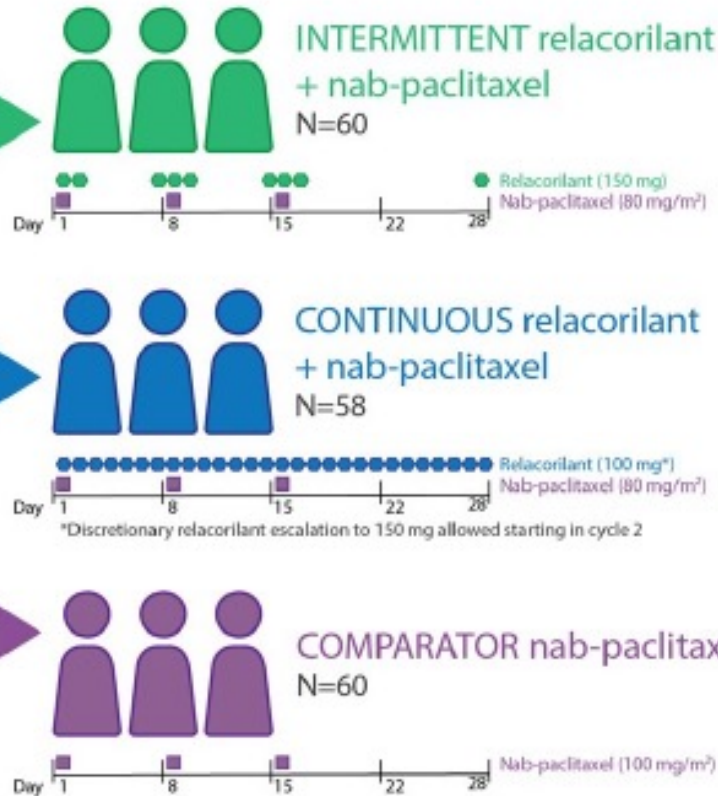 INTERMITTENT relacorilant
+ nab-paclitaxel
N=60
Relacorilant (150 mg)
Nab-paclitaxel (80 mg/m²)
Day 1 8 15 22 28
CONTINUOUS relacorilant
+ nab-paclitaxel
N=58
Relacorilant (100 mg*)
Nab-paclitaxel (80 mg/m²)
Day 1 8 15 22 28
*Discretionary relacorilant escalation to 150 mg allowed starting in cycle 2
COMPARATOR nab-paclitax
N=60
Nab-paclitaxel (100 mg/m²)
Day 1 8 15 22 28